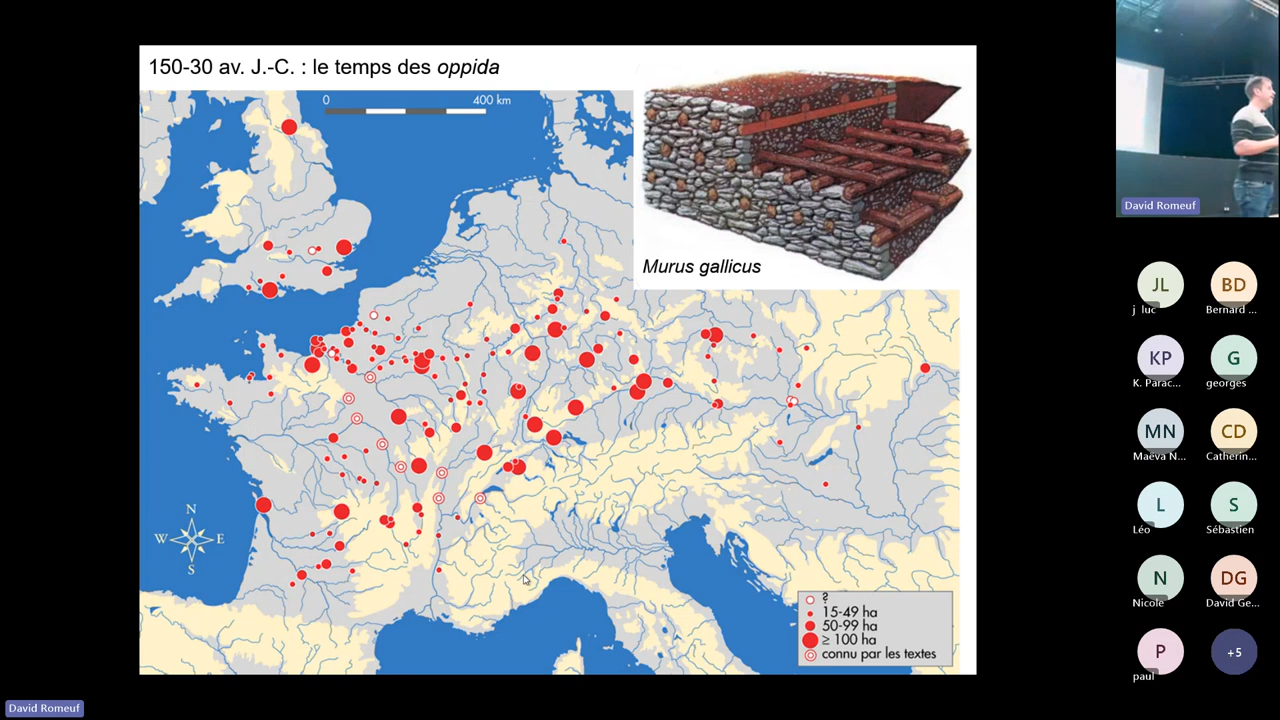 150-30 av. J.-C. : le temps des oppida
0 400 km
Murus gallicus
N
W E
S
?
15-49 ha
50-99 ha
≥ 100 ha
connu par les textes
David Romeuf
JL
j luc
BD
Bernard ...
KP
K. Parac...
G
georges
MN
Maëva N...
CD
Catherin...
L
Léo
S
Sébastien
N
Nicole
DG
David Ge...
P
paul
+5
David Romeuf